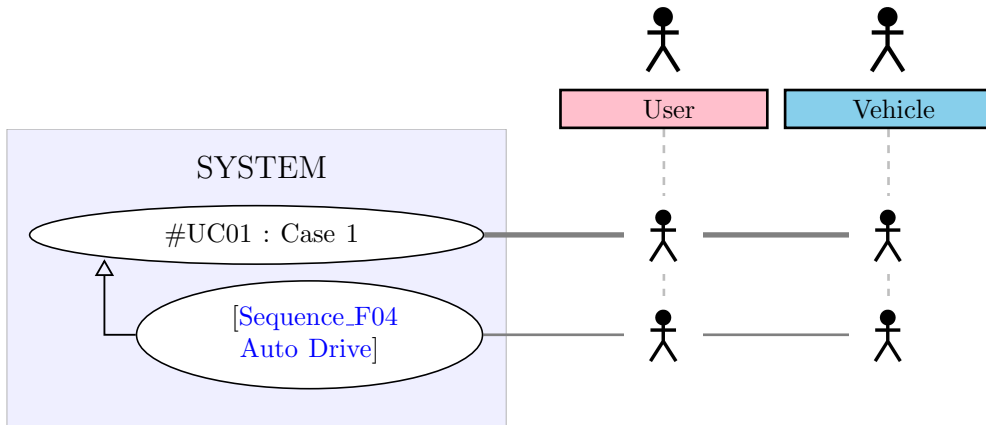 User
Vehicle
SYSTEM
#UC01 : Case 1
[Sequence_F04
Auto Drive]